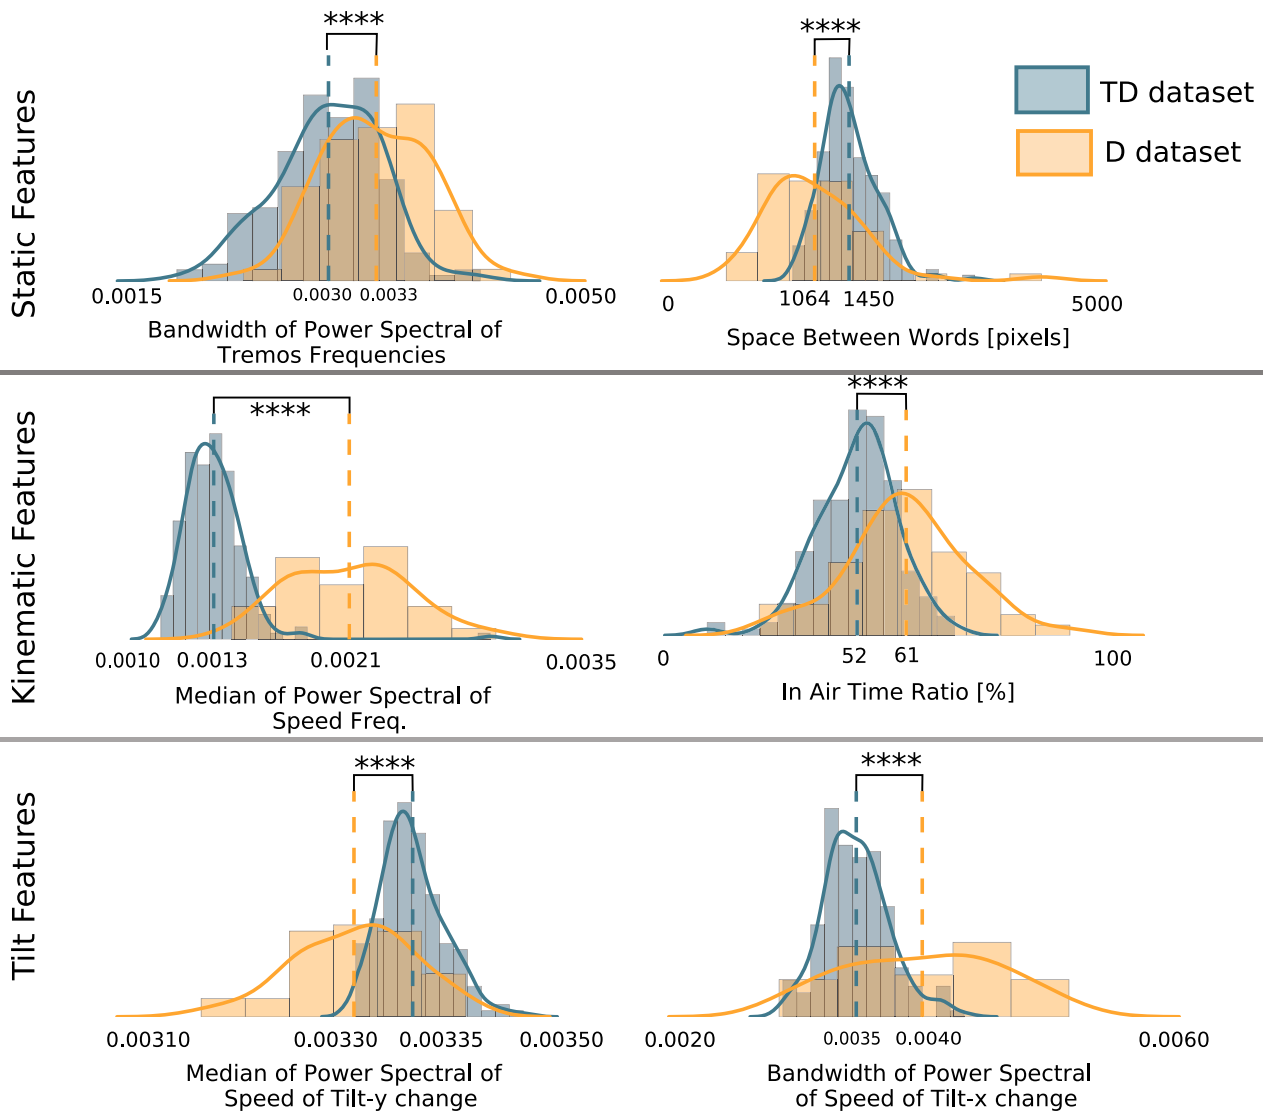 Static Features
****
0.0015 0.0030 0.0033 0.0050
Bandwidth of Power Spectral of
Tremos Frequencies
****
0 1064 1450 5000
Space Between Words [pixels]
TD dataset
D dataset
Kinematic Features
****
0.0010 0.0013 0.0021 0.0035
Median of Power Spectral of
Speed Freq.
****
0 52 61 100
In Air Time Ratio [%]
Tilt Features
****
0.00310 0.00330 0.00335 0.00350
Median of Power Spectral of
Speed of Tilt-y change
****
0.0020 0.0035 0.0040 0.0060
Bandwidth of Power Spectral
of Speed of Tilt-x change